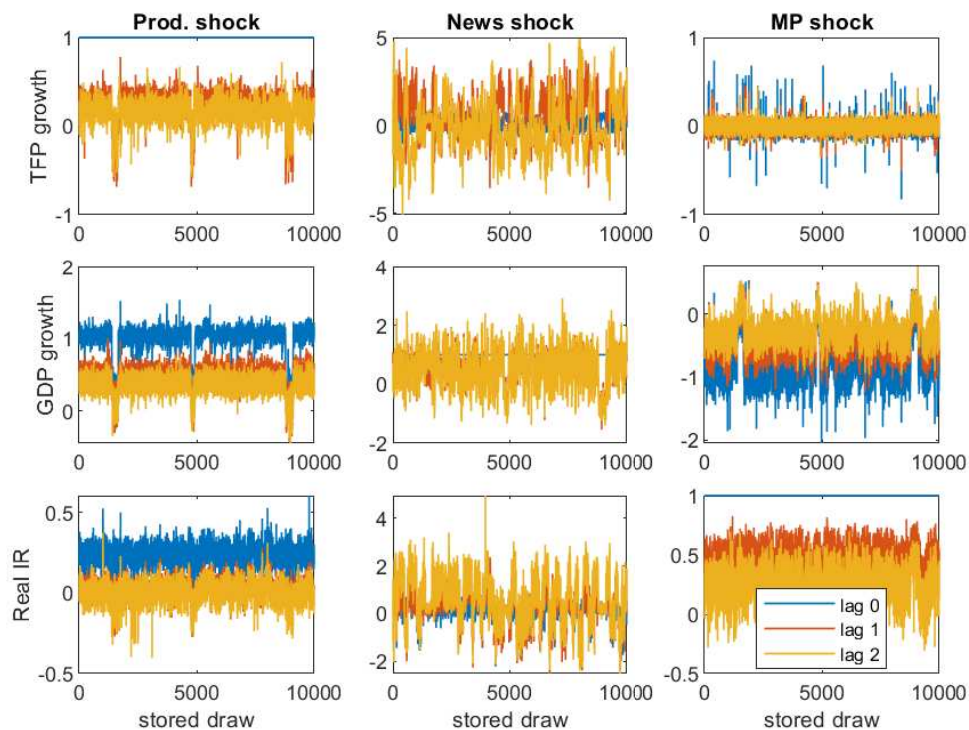 Prod. shock
News shock
MP shock
TFP growth
1
0
-1
0 5000 10000
5
0
-5
0 5000 10000
1
0
-1
0 5000 10000
GDP growth
2
1
0
0 5000 10000
4
2
0
-2
0 5000 10000
0
-1
-2
0 5000 10000
Real IR
0.5
0
-0.5
0 5000 10000
stored draw
4
2
0
-2
0 5000 10000
stored draw
1
0.5
0
-0.5
0 5000 10000
stored draw
lag 0
lag 1
lag 2